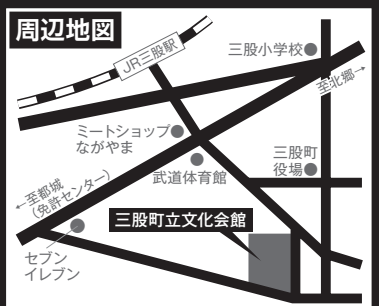 周辺地図
JR三股駅
三股小学校
至北郷→
ミートショップ
ながやま
武道体育館
三股町
役場
←至都城
(免許センター)
三股町立文化会館
セブン
イレブン